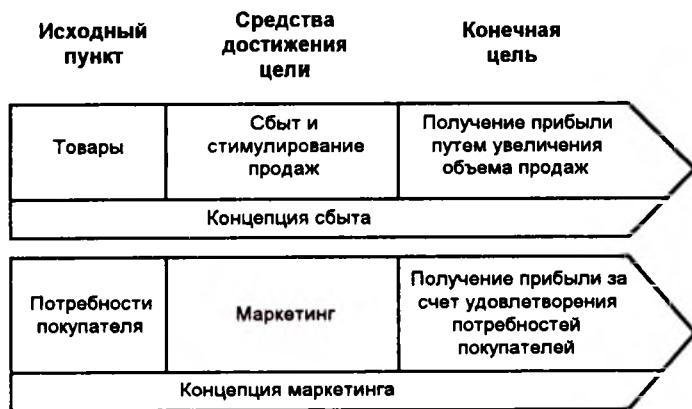 Исходный
пункт
Средства
достижения
цели
Конечная
цель
Товары
Сбыт и
стимулирование
продаж
Получение прибыли
путем увеличения
объема продаж
Концепция сбыта
Потребности
покупателя
Маркетинг
Получение прибыли за
счет удовлетворения
потребностей
покупателей
Концепция маркетинга